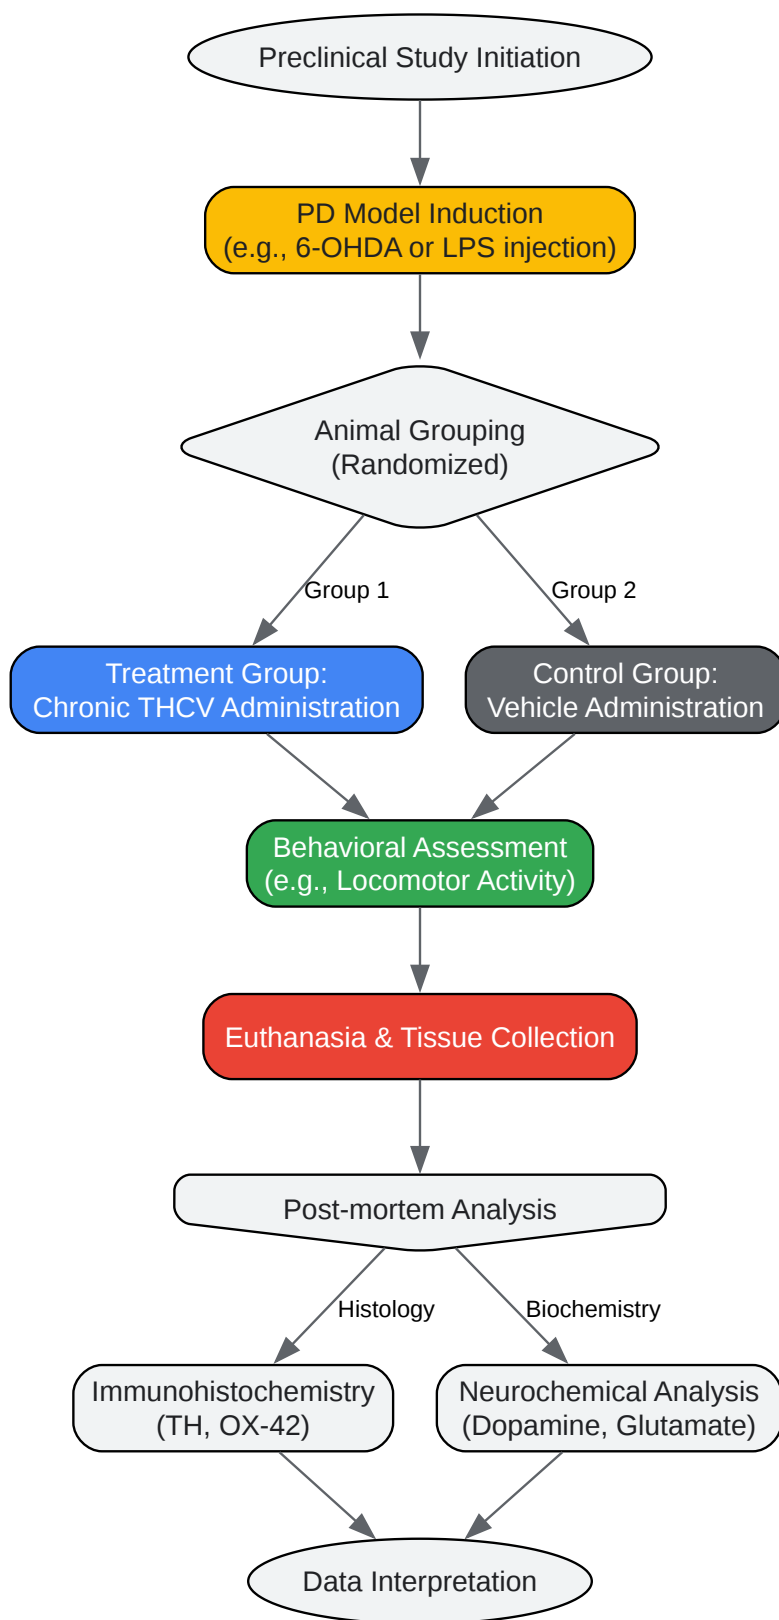 Preclinical Study Initiation
PD Model Induction
(e.g., 6-OHDA or LPS injection)
Animal Grouping
(Randomized)
Group 1
Group 2
Treatment Group:
Chronic THCV Administration
Control Group:
Vehicle Administration
Behavioral Assessment
(e.g., Locomotor Activity)
Euthanasia & Tissue Collection
Post-mortem Analysis
Histology
Biochemistry
Immunohistochemistry
(TH, OX-42)
Neurochemical Analysis
(Dopamine, Glutamate)
Data Interpretation